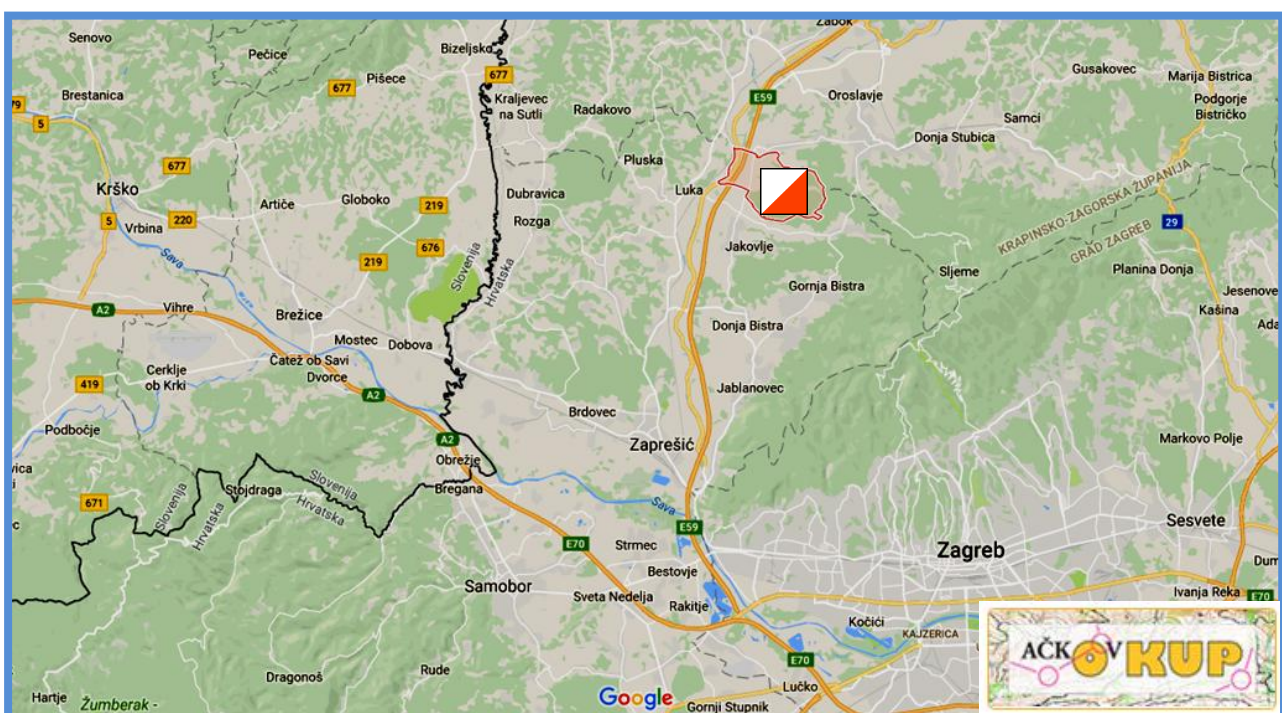 Zabok
Senovo
Bizeljsko
Pečice
Gusakovec
Marija Bistrica
677
Pišece
677
Brestanica
E59
Oroslavje
Podgorje
Bistričko
79
Kraljevec
na Sutli
Radakovo
Samci
5
Donja Stubica
Pluska
677
Krško
Luka
Dubravica
KRAPINSKO-ZAGORSKA ŽUPANIJA
GRAD ZAGREB
Artiče
Globoko
219
5
220
Rozga
29
Vrbina
676
Jakovlje
Sava
219
Slovenija
Hrvatska
Sljeme
Planina Donja
Gornja Bistra
Jesenove
A2
Vihre
Brežice
Kašina
Donja Bistra
Ada
Mostec
Dobova
Cerklje
ob Krki
Čatež ob Savi
Dvorce
419
A2
Jablanovec
Brdovec
Podbočje
A2
Zaprešić
Markovo Polje
Obrežje
vica
Slovenija
Hrvatska
Stojdraga
Slovenija
Hrvatska
Bregana
671
Sava
E59
Sesvete
E70
Strmec
Zagreb
Dum
Bestovje
Samobor
Sveta Nedelja
Rakitje
Ivanja Reka
E70
Kočići
KAJZERICA
AČKOV KUP
E70
Rude
Dragonoš
Lučko
Hartje
Žumberak -
Google
Gornji Stupnik